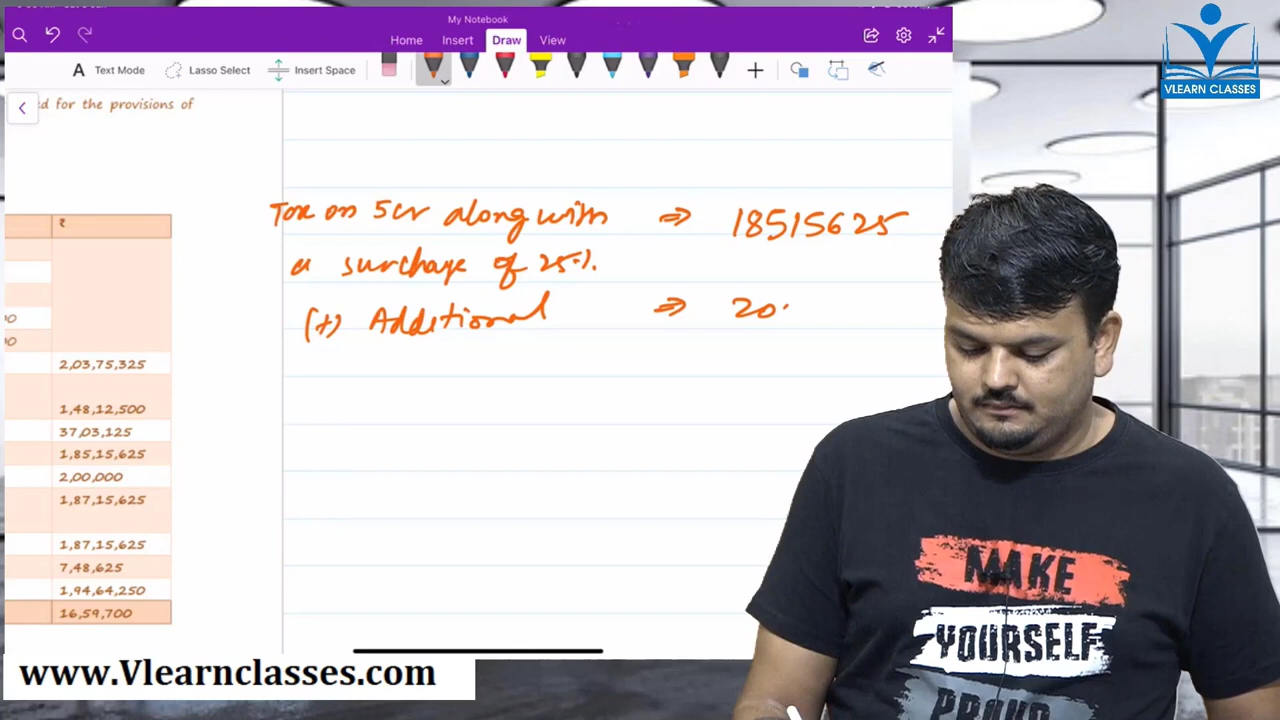 My Notebook
Home Insert Draw View
Text Mode Lasso Select Insert Space
VLEARN CLASSES
ed for the provisions of
₹
2,03,75,325
1,48,12,500
37,03,125
1,85,15,625
2,00,000
1,87,15,625
1,87,15,625
7,48,625
1,94,64,250
16,59,700
Tax on 5cr along with ⇒ 18515625
a surcharge of 25%.
(+) Additional ⇒ 20
MAKE
YOURSELF
PROUD
www.Vlearnclasses.com